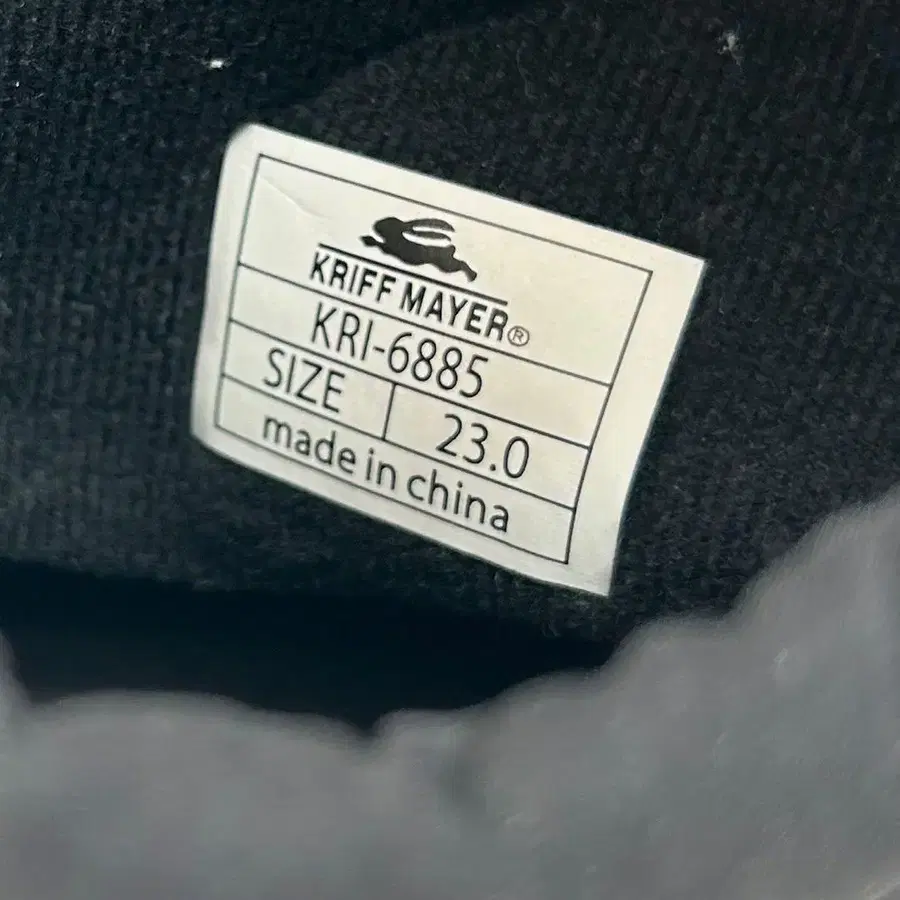 KRIFF MAYER®
KRI-6885
SIZE 23.0
made in china